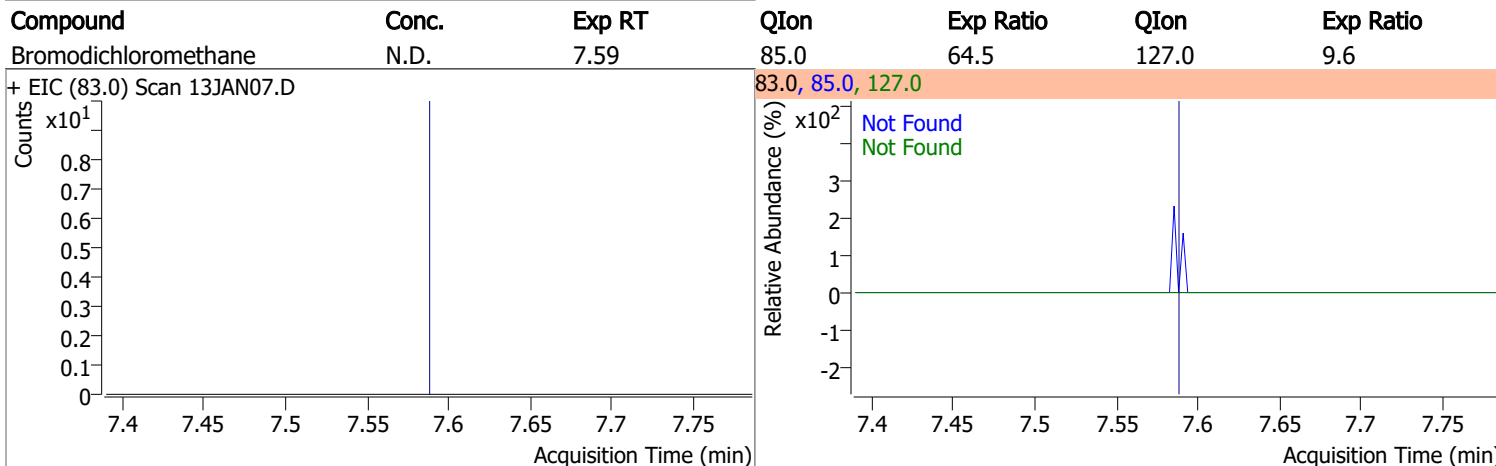 Compound Conc. Exp RT QIon Exp Ratio QIon Exp Ratio
Bromodichloromethane N.D. 7.59 85.0 64.5 127.0 9.6
+ EIC (83.0) Scan 13JAN07.D
Counts
x10¹
0.8
0.7
0.6
0.5
0.4
0.3
0.2
0.1
0
7.4 7.45 7.5 7.55 7.6 7.65 7.7 7.75
Acquisition Time (min)
83.0, 85.0, 127.0
Relative Abundance (%)
x10²
Not Found
Not Found
3
2
1
0
-1
-2
7.4 7.45 7.5 7.55 7.6 7.65 7.7 7.75
Acquisition Time (min)